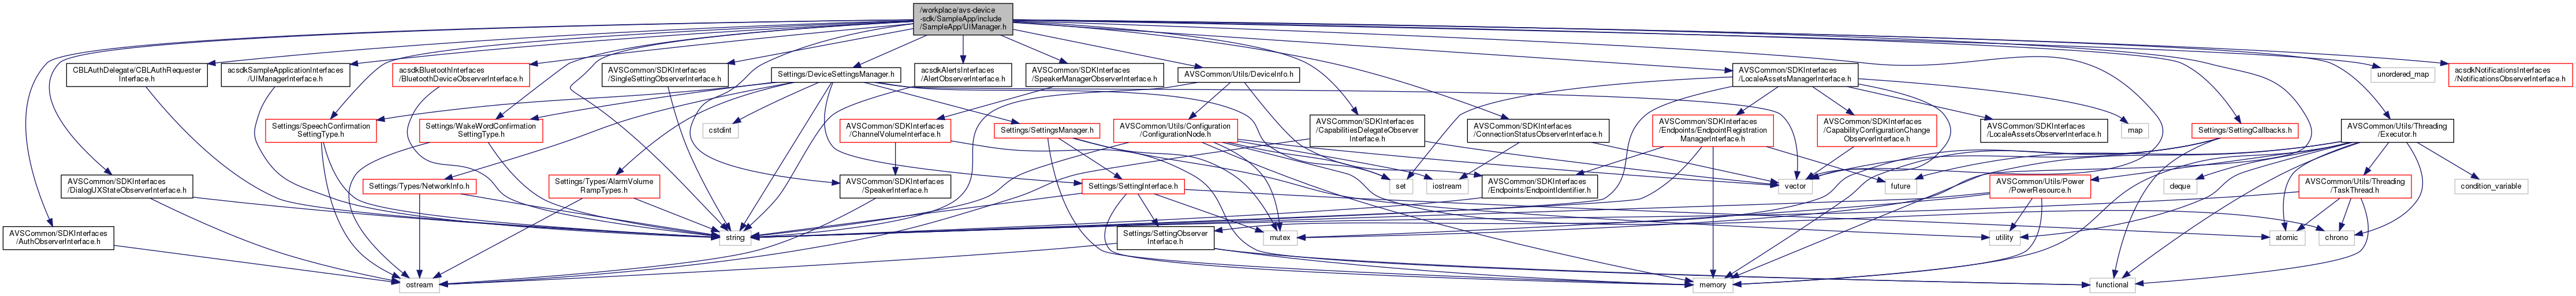 /workplace/avs-device
-sdk/SampleApp/include
/SampleApp/UIManager.h
CBLAuthDelegate/CBLAuthRequester
Interface.h
acsdkSampleApplicationInterfaces
/UIManagerInterface.h
acsdkBluetoothInterfaces
/BluetoothDeviceObserverInterface.h
AVSCommon/SDKInterfaces
/SingleSettingObserverInterface.h
Settings/DeviceSettingsManager.h
acsdkAlertsInterfaces
/AlertObserverInterface.h
AVSCommon/SDKInterfaces
/SpeakerManagerObserverInterface.h
AVSCommon/Utils/DeviceInfo.h
AVSCommon/SDKInterfaces
/LocaleAssetsManagerInterface.h
unordered_map
acsdkNotificationsInterfaces
/NotificationsObserverInterface.h
Settings/SpeechConfirmation
SettingType.h
Settings/WakeWordConfirmation
SettingType.h
cstdint
AVSCommon/SDKInterfaces
/ChannelVolumeInterface.h
Settings/SettingsManager.h
AVSCommon/Utils/Configuration
/ConfigurationNode.h
AVSCommon/SDKInterfaces
/CapabilitiesDelegateObserver
Interface.h
AVSCommon/SDKInterfaces
/ConnectionStatusObserverInterface.h
AVSCommon/SDKInterfaces
/Endpoints/EndpointRegistration
ManagerInterface.h
AVSCommon/SDKInterfaces
/CapabilityConfigurationChange
ObserverInterface.h
AVSCommon/SDKInterfaces
/LocaleAssetsObserverInterface.h
map
Settings/SettingCallbacks.h
AVSCommon/Utils/Threading
/Executor.h
AVSCommon/SDKInterfaces
/DialogUXStateObserverInterface.h
Settings/Types/NetworkInfo.h
Settings/Types/AlarmVolume
RampTypes.h
AVSCommon/SDKInterfaces
/SpeakerInterface.h
Settings/SettingInterface.h
set
iostream
AVSCommon/SDKInterfaces
/Endpoints/EndpointIdentifier.h
vector
future
AVSCommon/Utils/Power
/PowerResource.h
deque
AVSCommon/Utils/Threading
/TaskThread.h
condition_variable
AVSCommon/SDKInterfaces
/AuthObserverInterface.h
string
Settings/SettingObserver
Interface.h
mutex
utility
atomic
chrono
ostream
memory
functional